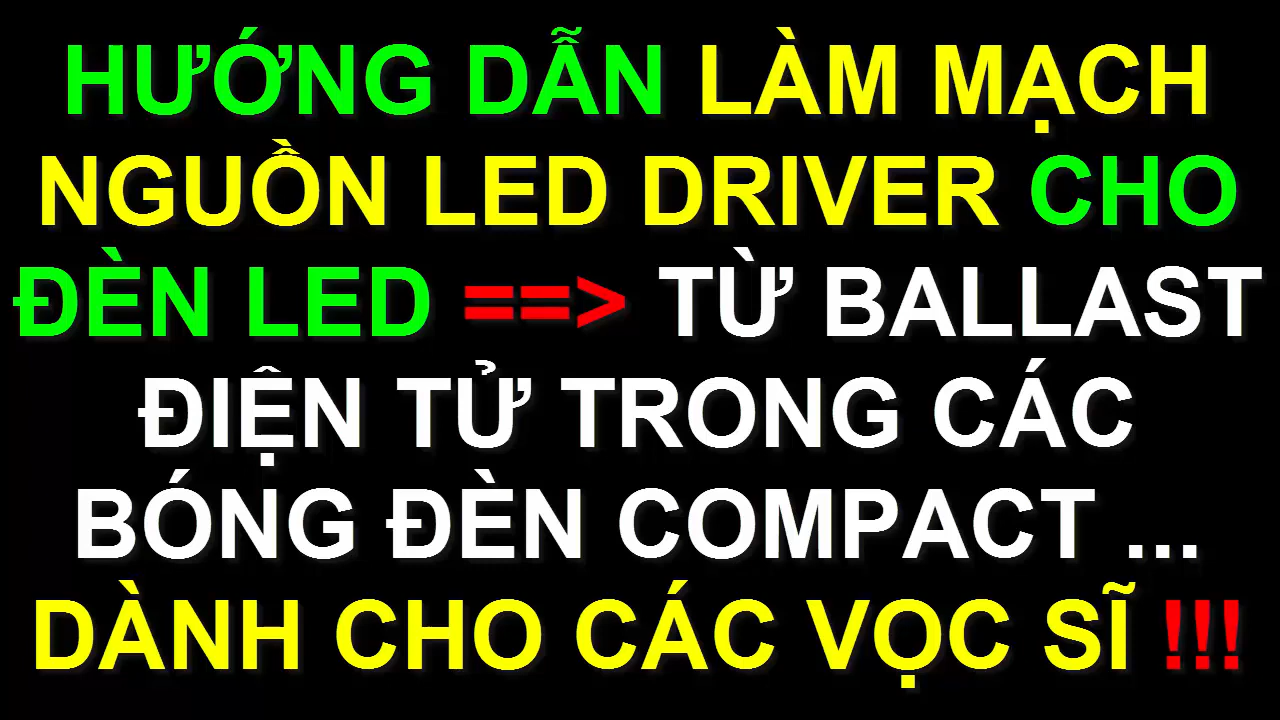 HƯỚNG DẪN LÀM MẠCH
NGUỒN LED DRIVER CHO
ĐÈN LED ==> TỪ BALLAST
ĐIỆN TỬ TRONG CÁC
BÓNG ĐÈN COMPACT ...
DÀNH CHO CÁC VỌC SĨ !!!